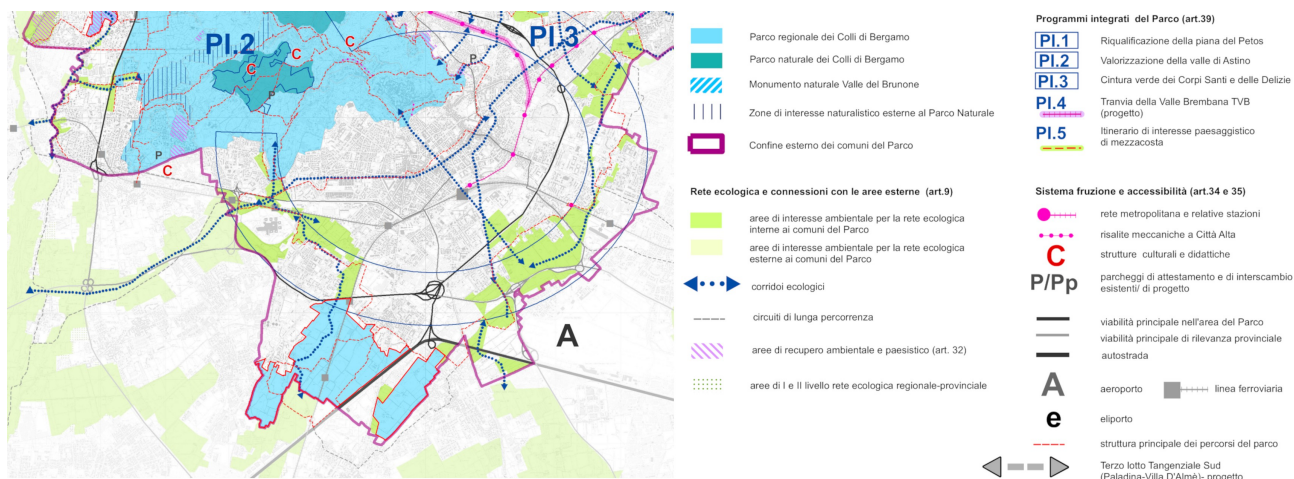 PI.2
PI.3
C
C
C
C
P
P
P
C
A
Parco regionale dei Colli di Bergamo
Parco naturale dei Colli di Bergamo
Monumento naturale Valle del Brunone
Zone di interesse naturalistico esterne al Parco Naturale
Confine esterno dei comuni del Parco
Rete ecologica e connessioni con le aree esterne (art.9)
aree di interesse ambientale per la rete ecologica
interne ai comuni del Parco
aree di interesse ambientale per la rete ecologica
esterne ai comuni del Parco
corridoi ecologici
circuiti di lunga percorrenza
aree di recupero ambientale e paesistico (art. 32)
aree di I e II livello rete ecologica regionale-provinciale
Programmi integrati del Parco (art.39)
PI.1 Riqualificazione della piana del Petos
PI.2 Valorizzazione della valle di Astino
PI.3 Cintura verde dei Corpi Santi e delle Delizie
PI.4 Tranvia della Valle Brembana TVB
(progetto)
PI.5 Itinerario di interesse paesaggistico
di mezzacosta
Sistema fruzione e accessibilità (art.34 e 35)
rete metropolitana e relative stazioni
risalite meccaniche a Città Alta
C strutture culturali e didattiche
P/Pp parcheggi di attestamento e di interscambio
esistenti/ di progetto
viabilità principale nell'area del Parco
viabilità principale di rilevanza provinciale
autostrada
A aeroporto linea ferroviaria
e eliporto
struttura principale dei percorsi del parco
Terzo lotto Tangenziale Sud
(Paladina-Villa D'Almè)- progetto